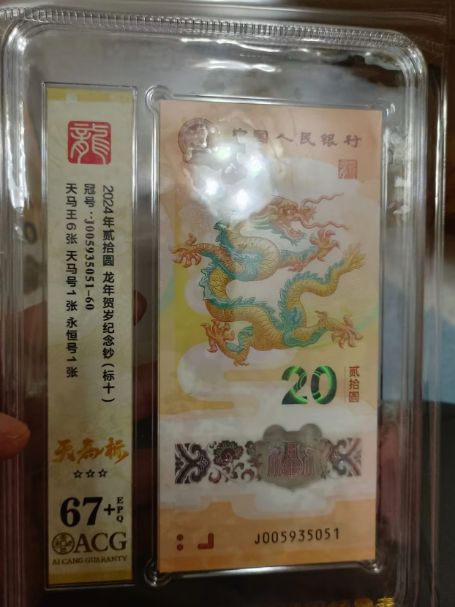 龍
2024年贰拾圆 龙年贺岁纪念钞（标十）
冠号：J005935051-60
天马王6张 天马号1张 永恒号1张
天马标
☆☆☆
67+ EPQ
ACG
AI CANG GUARANTY
中国人民银行
20
贰拾圆
J005935051